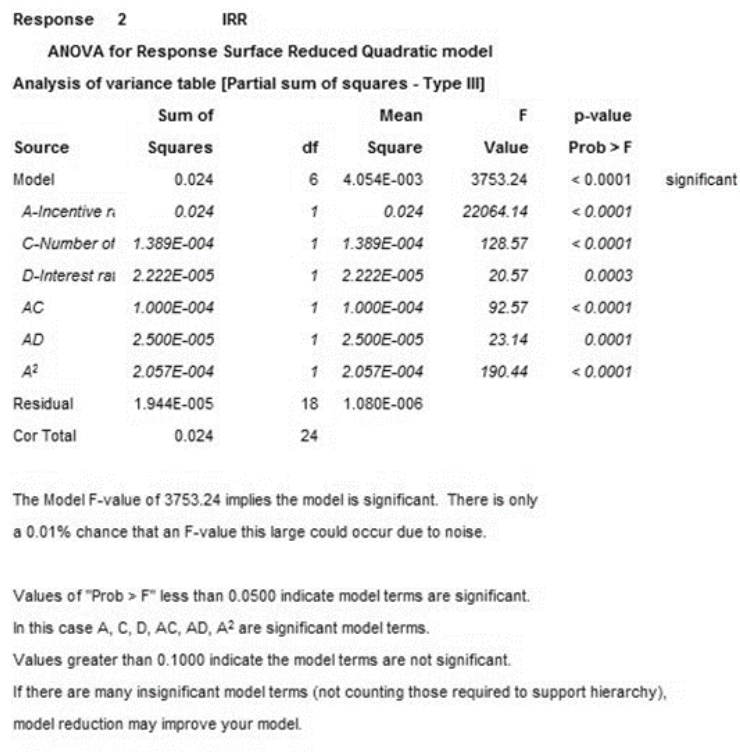 Response 2 IRR
ANOVA for Response Surface Reduced Quadratic model
Analysis of variance table [Partial sum of squares - Type III]
Sum of Mean F p-value
Source Squares df Square Value Prob > F
Model 0.024 6 4.054E-003 3753.24 < 0.0001 significant
A-Incentive ra 0.024 1 0.024 22064.14 < 0.0001
C-Number of 1.389E-004 1 1.389E-004 128.57 < 0.0001
D-Interest rat 2.222E-005 1 2.222E-005 20.57 0.0003
AC 1.000E-004 1 1.000E-004 92.57 < 0.0001
AD 2.500E-005 1 2.500E-005 23.14 0.0001
A² 2.057E-004 1 2.057E-004 190.44 < 0.0001
Residual 1.944E-005 18 1.080E-006
Cor Total 0.024 24
The Model F-value of 3753.24 implies the model is significant. There is only
a 0.01% chance that an F-value this large could occur due to noise.
Values of "Prob > F" less than 0.0500 indicate model terms are significant.
In this case A, C, D, AC, AD, A² are significant model terms.
Values greater than 0.1000 indicate the model terms are not significant.
If there are many insignificant model terms (not counting those required to support hierarchy),
model reduction may improve your model.